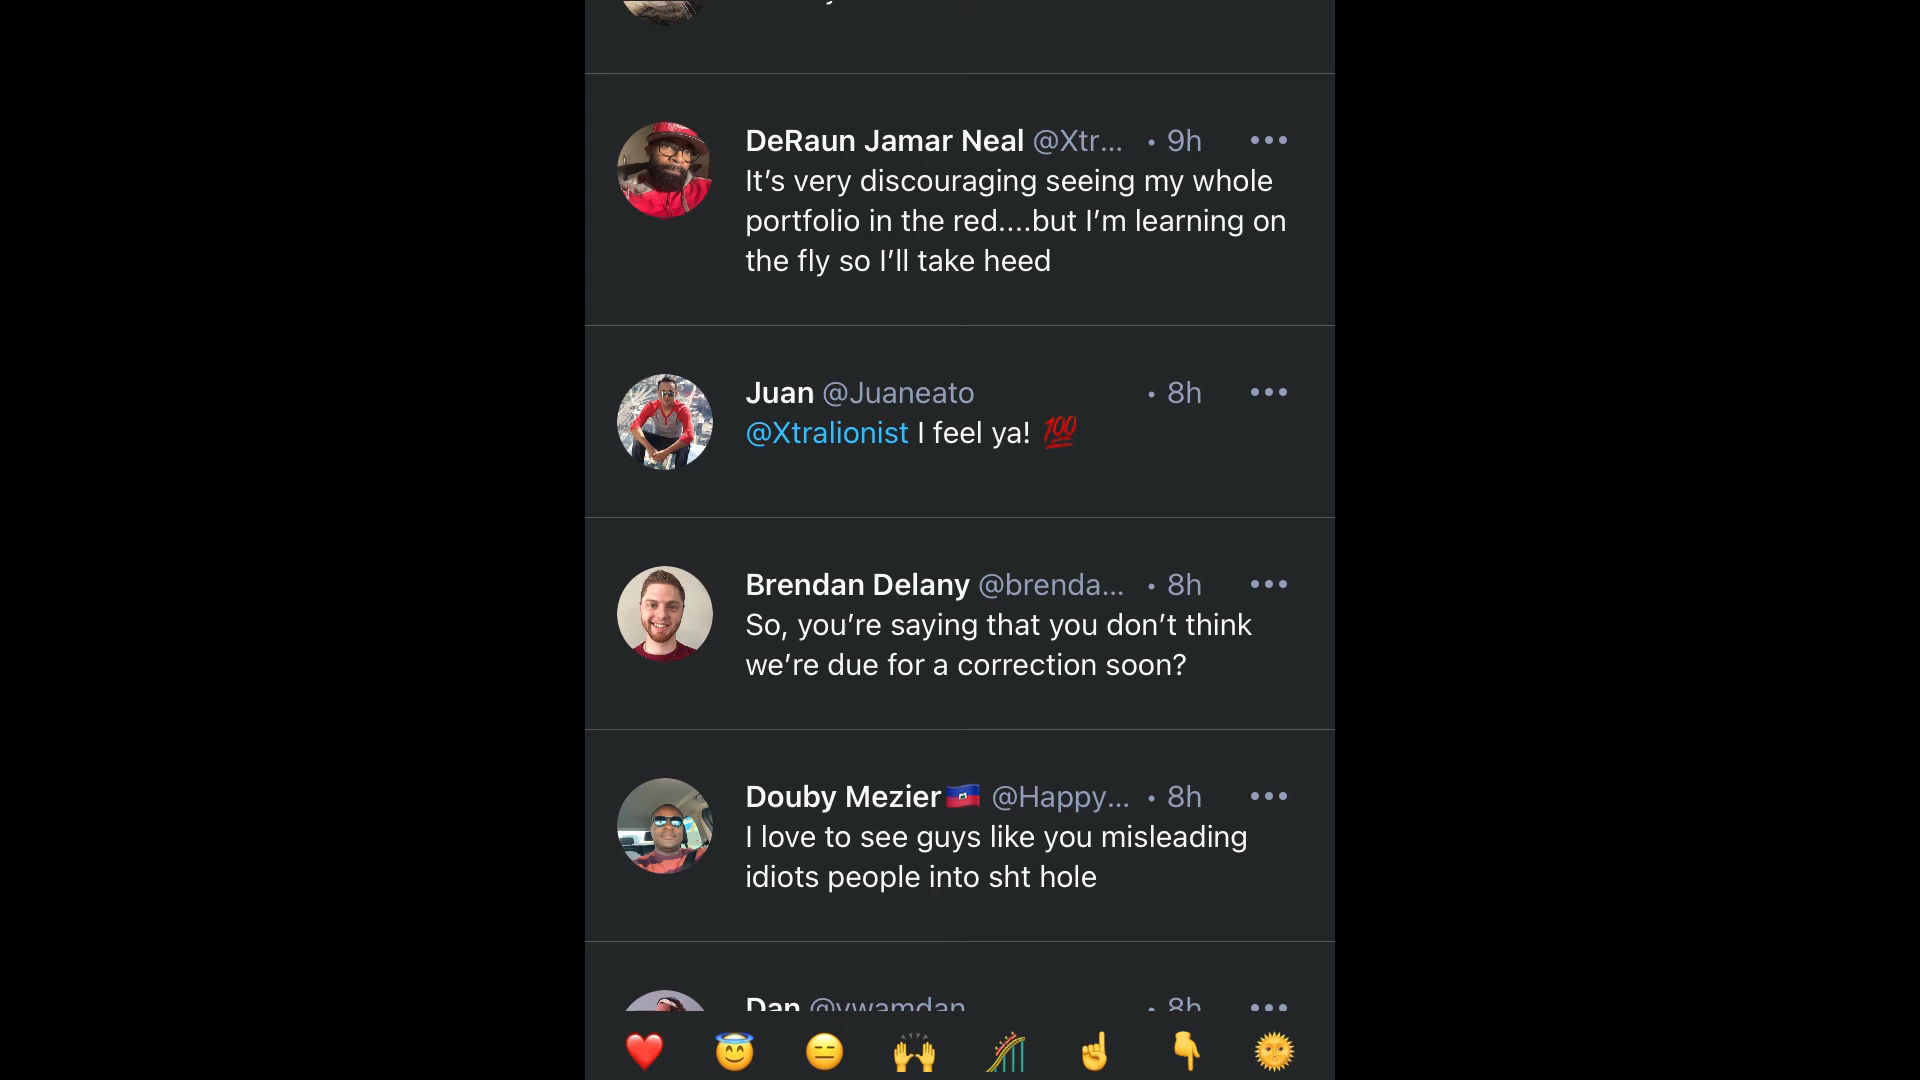 DeRaun Jamar Neal @Xtr... • 9h
It’s very discouraging seeing my whole
portfolio in the red....but I’m learning on
the fly so I’ll take heed
Juan @Juaneato • 8h
@Xtralionist I feel ya! 💯
Brendan Delany @brenda... • 8h
So, you’re saying that you don’t think
we’re due for a correction soon?
Douby Mezier🇭🇹 @Happy... • 8h
I love to see guys like you misleading
idiots people into sht hole
Dan @vwamdan • 8h